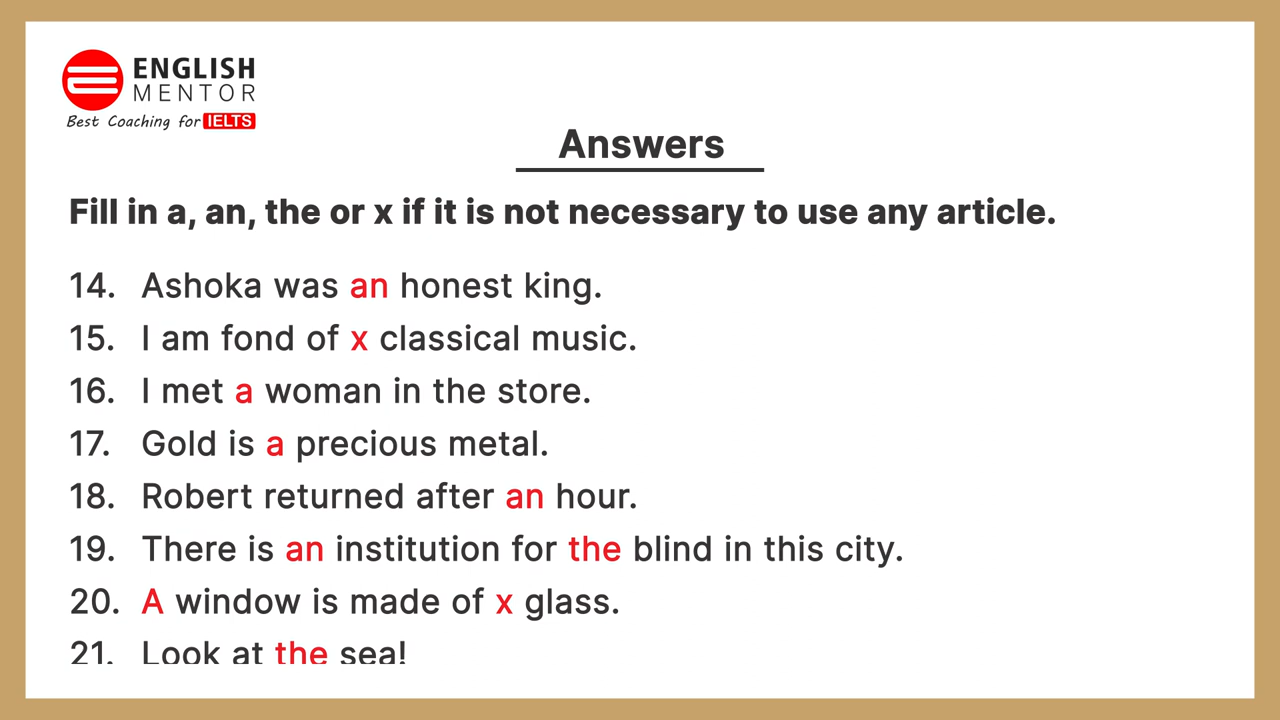 ENGLISH
MENTOR
Best Coaching for IELTS
Answers
Fill in a, an, the or x if it is not necessary to use any article.
14. Ashoka was an honest king.
15. I am fond of x classical music.
16. I met a woman in the store.
17. Gold is a precious metal.
18. Robert returned after an hour.
19. There is an institution for the blind in this city.
20. A window is made of x glass.
21. Look at the sea!